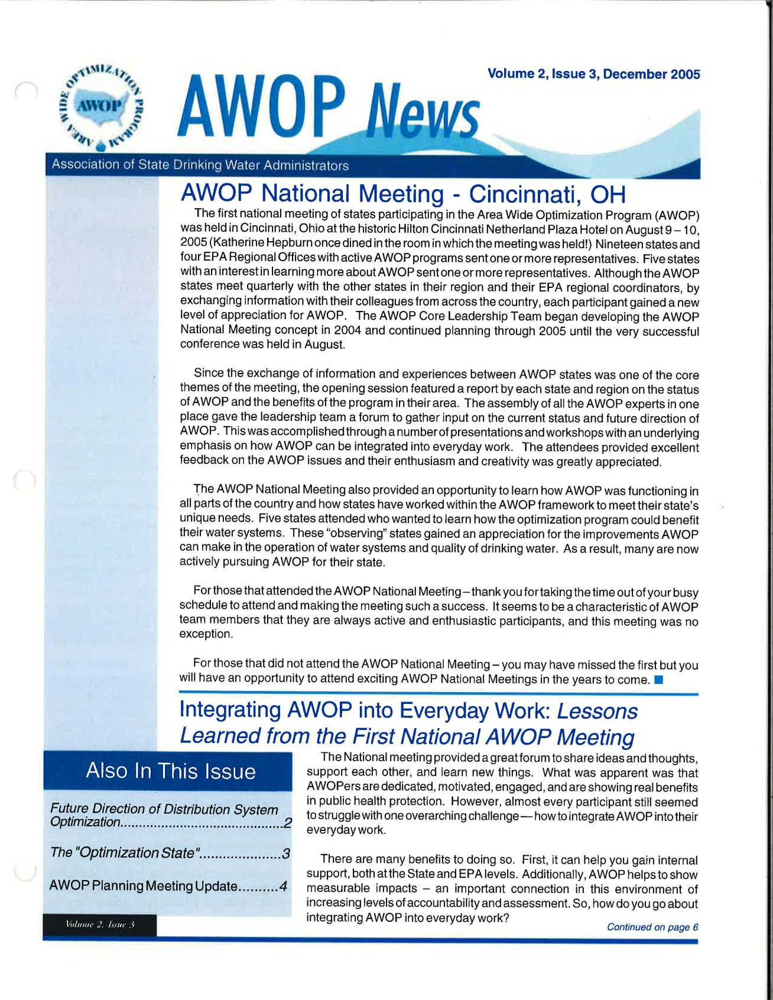 AREA WIDE OPTIMIZATION PROGRAM
AWOP
AWOP News
Volume 2, Issue 3, December 2005
Association of State Drinking Water Administrators
AWOP National Meeting - Cincinnati, OH
The first national meeting of states participating in the Area Wide Optimization Program (AWOP)
was held in Cincinnati, Ohio at the historic Hilton Cincinnati Netherland Plaza Hotel on August 9 – 10,
2005 (Katherine Hepburn once dined in the room in which the meeting was held!) Nineteen states and
four EPA Regional Offices with active AWOP programs sent one or more representatives. Five states
with an interest in learning more about AWOP sent one or more representatives. Although the AWOP
states meet quarterly with the other states in their region and their EPA regional coordinators, by
exchanging information with their colleagues from across the country, each participant gained a new
level of appreciation for AWOP. The AWOP Core Leadership Team began developing the AWOP
National Meeting concept in 2004 and continued planning through 2005 until the very successful
conference was held in August.
Since the exchange of information and experiences between AWOP states was one of the core
themes of the meeting, the opening session featured a report by each state and region on the status
of AWOP and the benefits of the program in their area. The assembly of all the AWOP experts in one
place gave the leadership team a forum to gather input on the current status and future direction of
AWOP. This was accomplished through a number of presentations and workshops with an underlying
emphasis on how AWOP can be integrated into everyday work. The attendees provided excellent
feedback on the AWOP issues and their enthusiasm and creativity was greatly appreciated.
The AWOP National Meeting also provided an opportunity to learn how AWOP was functioning in
all parts of the country and how states have worked within the AWOP framework to meet their state's
unique needs. Five states attended who wanted to learn how the optimization program could benefit
their water systems. These "observing" states gained an appreciation for the improvements AWOP
can make in the operation of water systems and quality of drinking water. As a result, many are now
actively pursuing AWOP for their state.
For those that attended the AWOP National Meeting – thank you for taking the time out of your busy
schedule to attend and making the meeting such a success. It seems to be a characteristic of AWOP
team members that they are always active and enthusiastic participants, and this meeting was no
exception.
For those that did not attend the AWOP National Meeting – you may have missed the first but you
will have an opportunity to attend exciting AWOP National Meetings in the years to come. ■
Integrating AWOP into Everyday Work: Lessons
Learned from the First National AWOP Meeting
The National meeting provided a great forum to share ideas and thoughts,
support each other, and learn new things. What was apparent was that
AWOPers are dedicated, motivated, engaged, and are showing real benefits
in public health protection. However, almost every participant still seemed
to struggle with one overarching challenge — how to integrate AWOP into their
everyday work.
There are many benefits to doing so. First, it can help you gain internal
support, both at the State and EPA levels. Additionally, AWOP helps to show
measurable impacts – an important connection in this environment of
increasing levels of accountability and assessment. So, how do you go about
integrating AWOP into everyday work?
Continued on page 6
Also In This Issue
Future Direction of Distribution System
Optimization..........................................2
The "Optimization State".....................3
AWOP Planning Meeting Update..........4
Volume 2, Issue 3